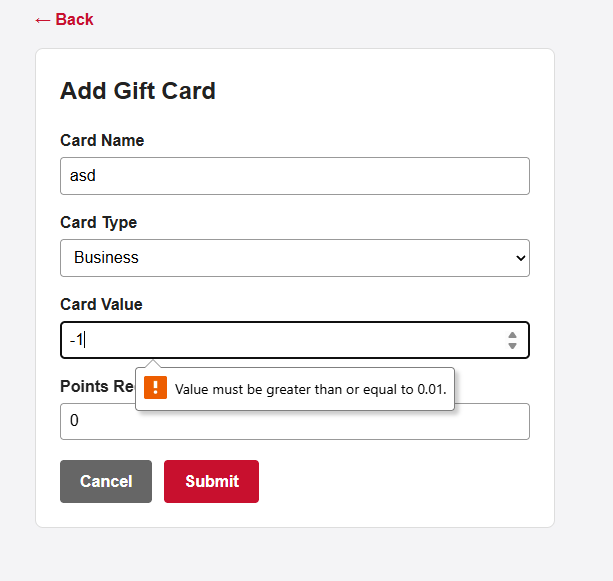 ← Back
Add Gift Card
Card Name
asd
Card Type
Business
Card Value
-1
Points Re
! Value must be greater than or equal to 0.01.
0
Cancel Submit